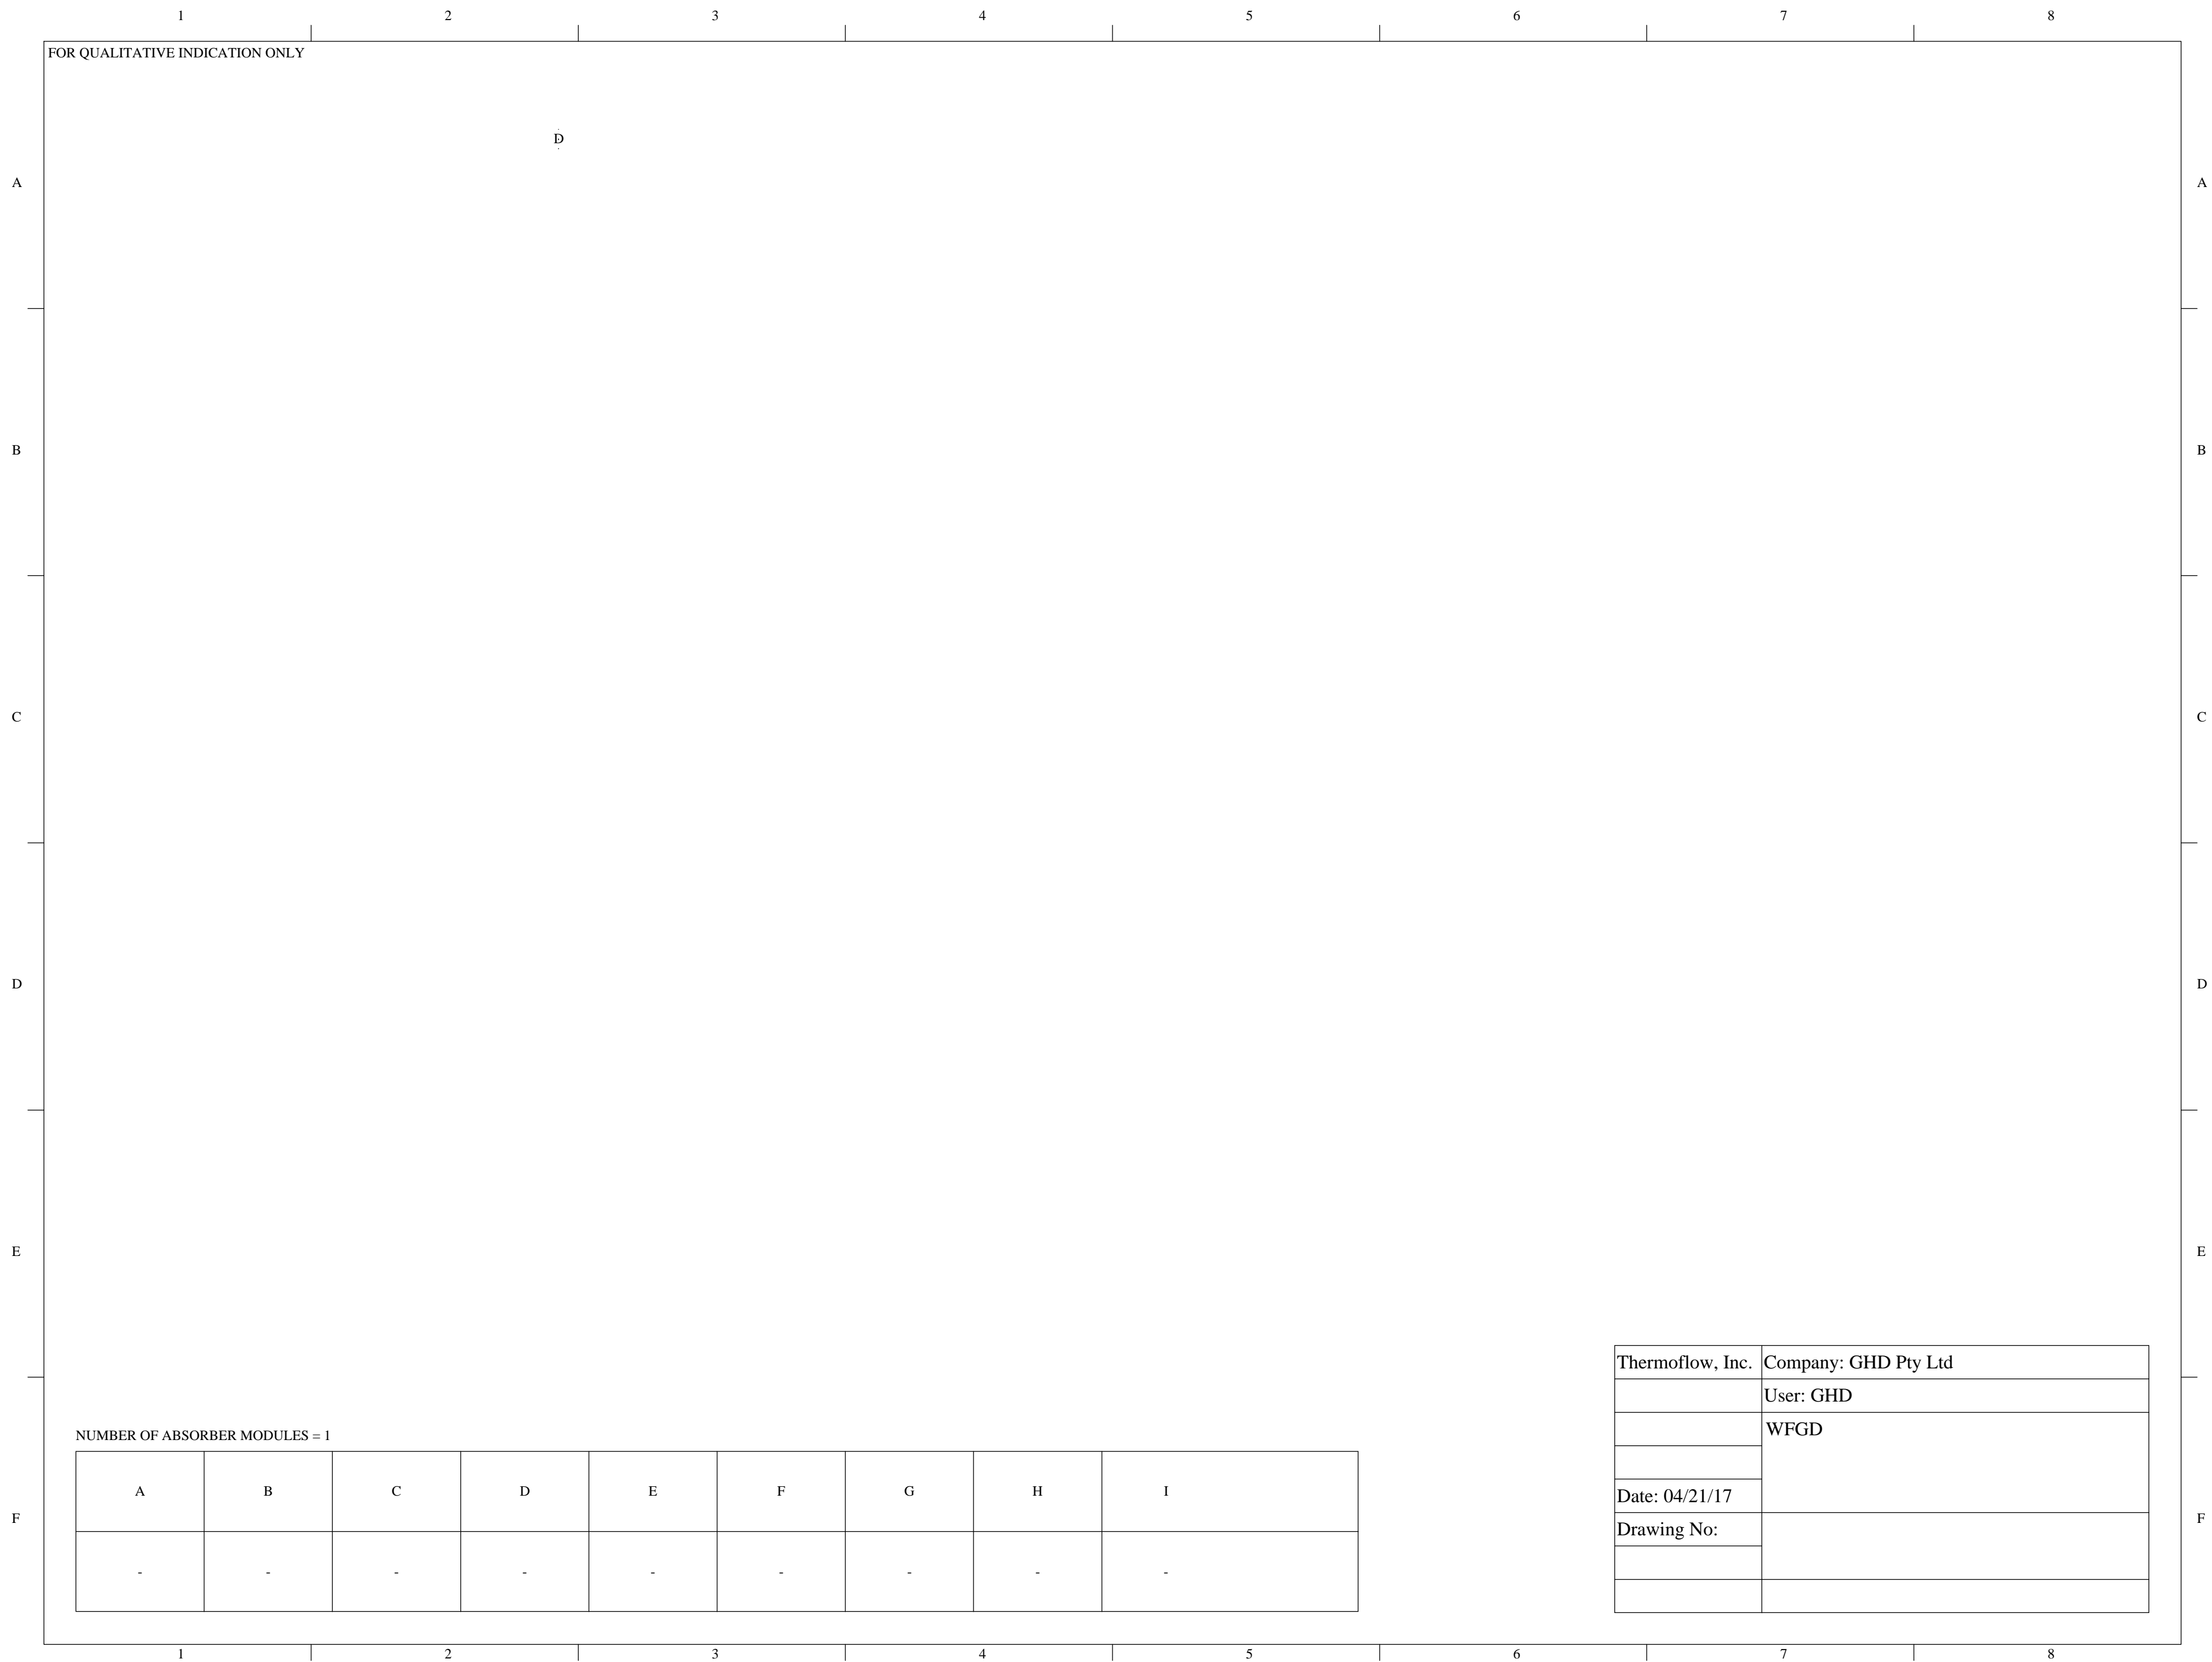 1 2 3 4 5 6 7 8
FOR QUALITATIVE INDICATION ONLY
D
A A
B B
C C
D D
E E
Thermoflow, Inc. Company: GHD Pty Ltd
User: GHD
WFGD
NUMBER OF ABSORBER MODULES = 1
A B C D E F G H I
Date: 04/21/17
F F
Drawing No:
- - - - - - - - -
1 2 3 4 5 6 7 8